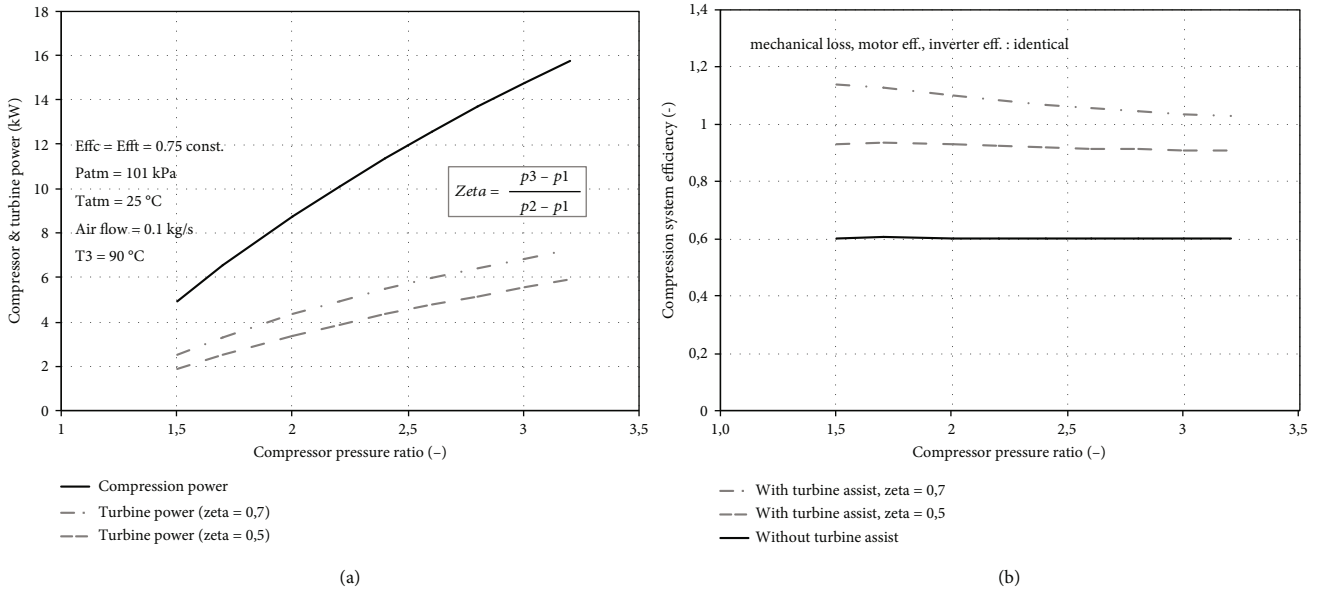 18
16
14
12
10
8
6
4
2
0
Compressor & turbine power (kW)
Effc = Efft = 0.75 const.
Patm = 101 kPa
Tatm = 25 °C
Air flow = 0.1 kg/s
T3 = 90 °C
Zeta = p3 – p1
p2 – p1
1
1,5
2
2,5
3
3,5
Compressor pressure ratio (–)
Compression power
Turbine power (zeta = 0,7)
Turbine power (zeta = 0,5)
(a)
1,4
1,2
1
0,8
0,6
0,4
0,2
0
Compression system efficiency (-)
mechanical loss, motor eff., inverter eff. : identical
1,0
1,5
2
2,5
3
3,5
Compressor pressure ratio (–)
With turbine assist, zeta = 0,7
With turbine assist, zeta = 0,5
Without turbine assist
(b)